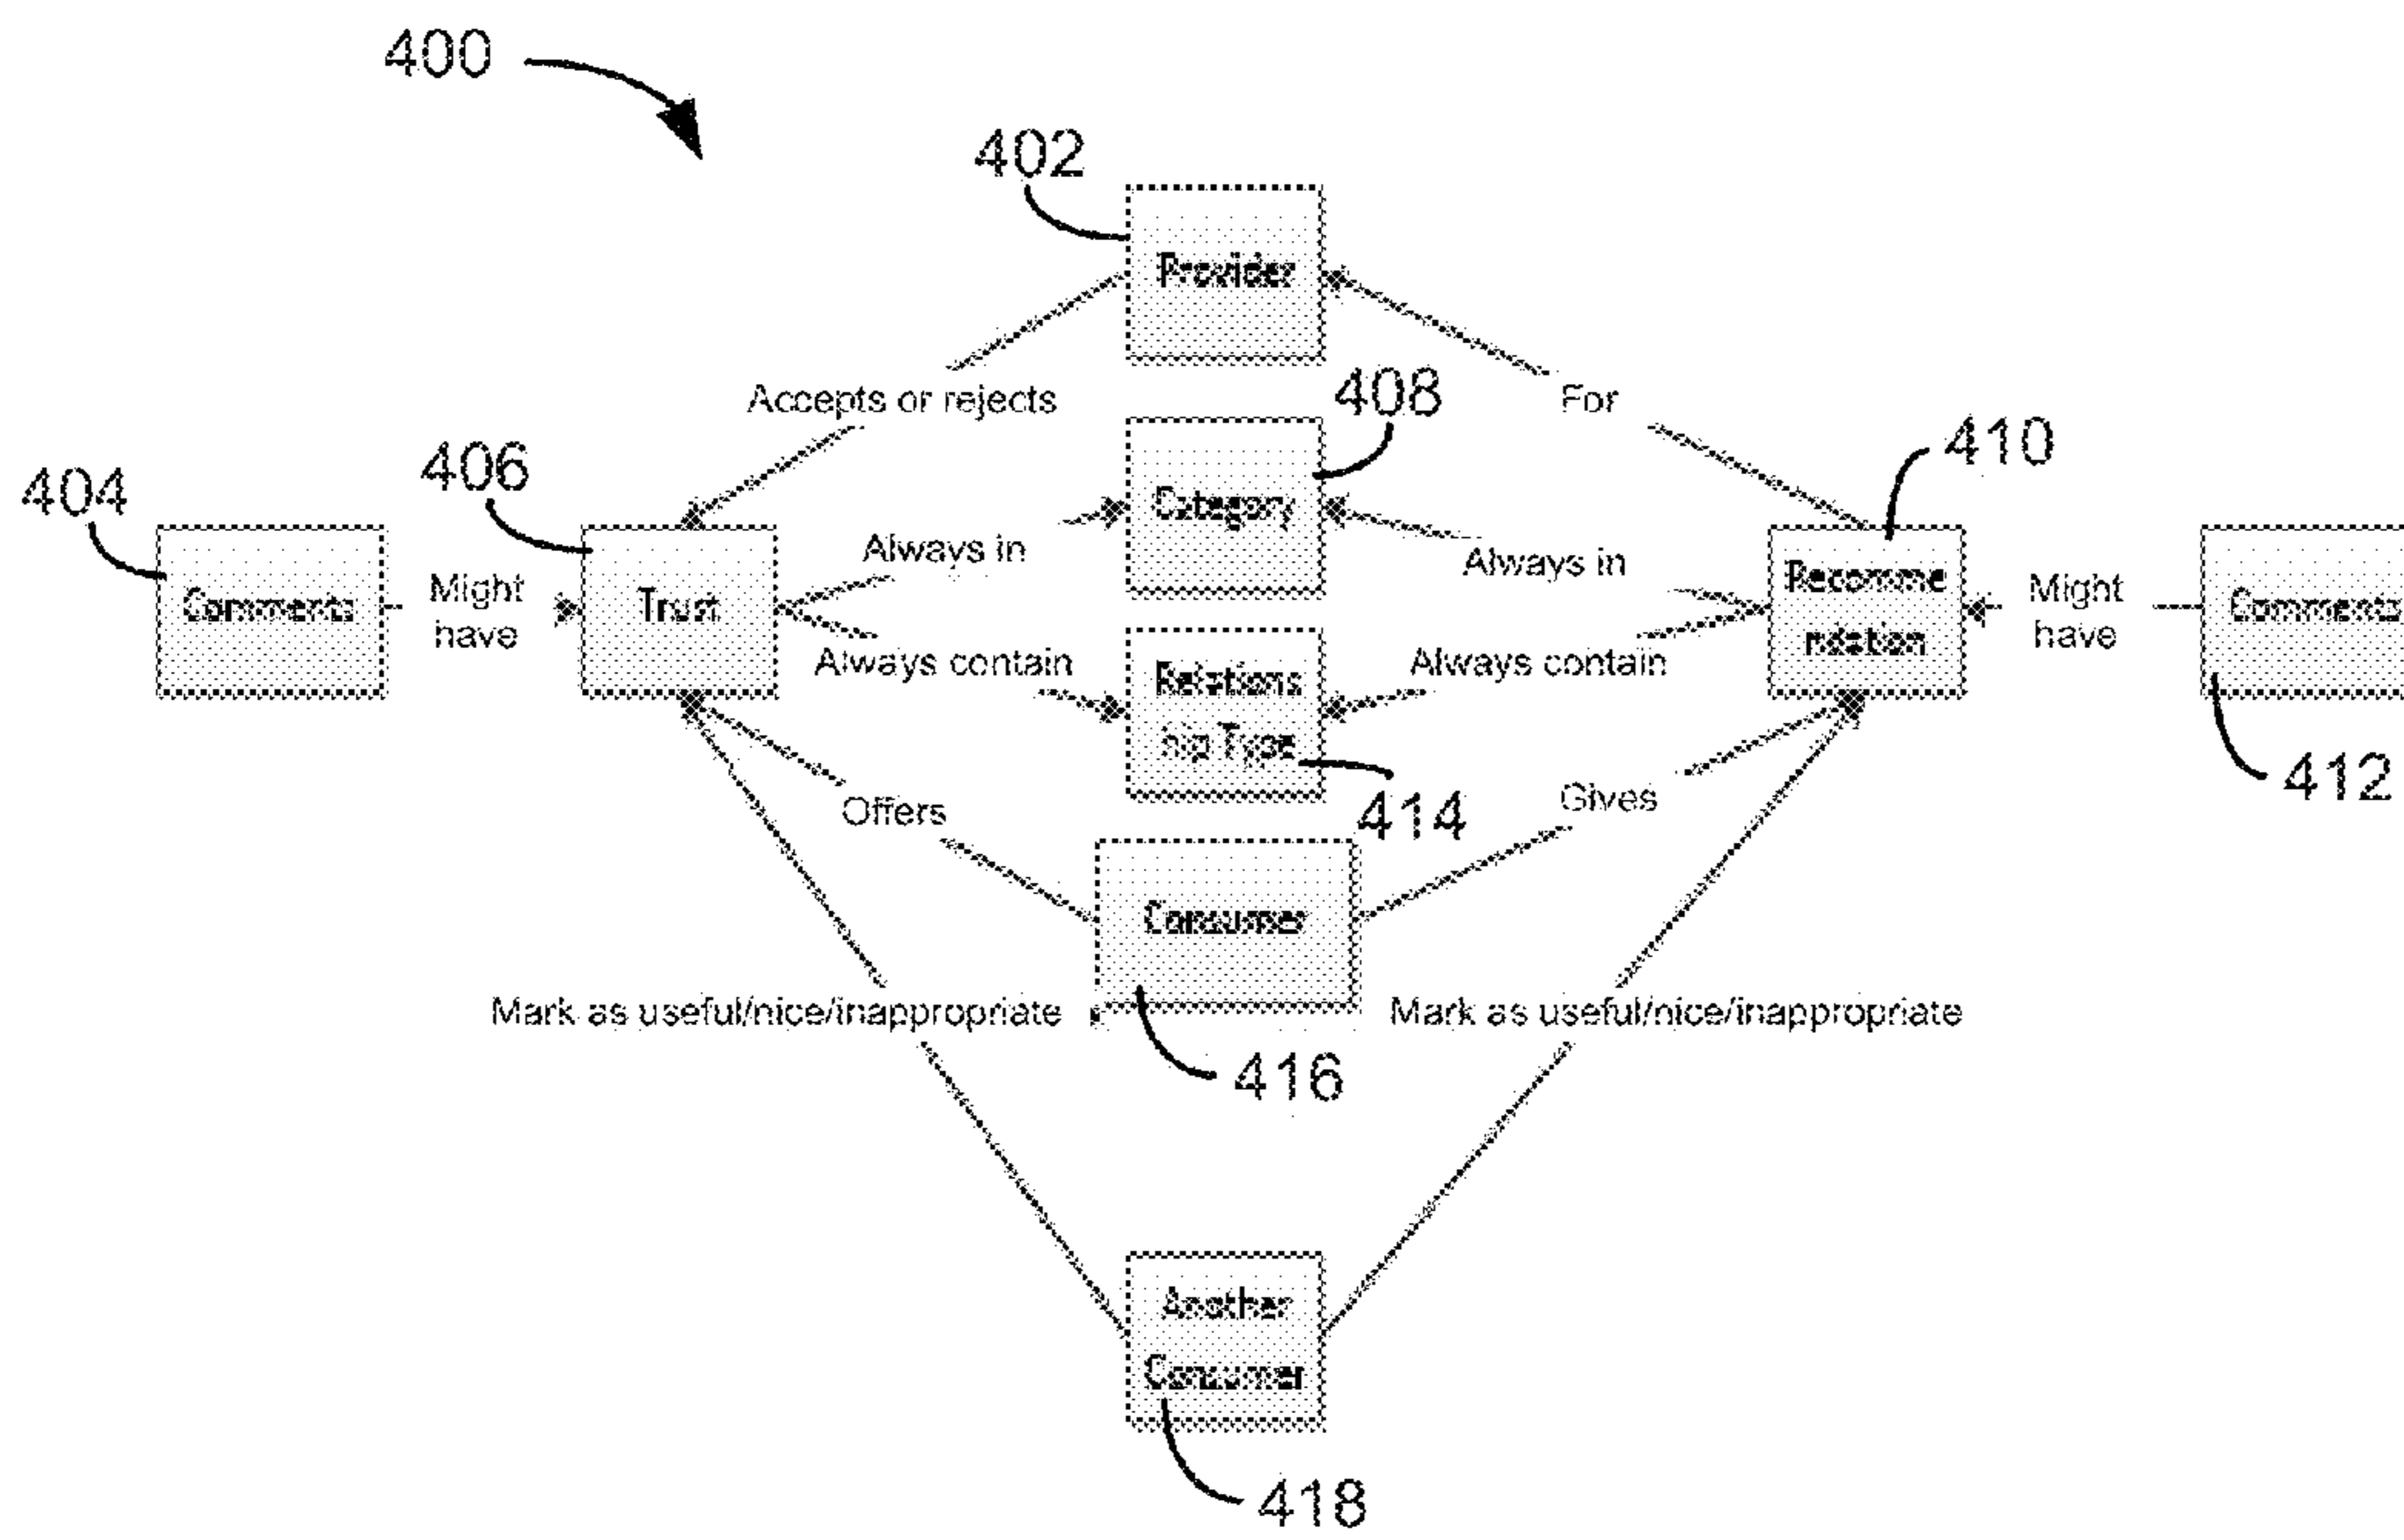 400
402
Provider
Accepts or rejects
408
For
410
404
406
Category
Always in
Always in
Comments
Might
have
Trust
Recomme
ndation
Might
have
Comments
Always contain
Relations
hip Type
Always contain
412
Offers
414
Gives
Consumer
Mark as useful/nice/inappropriate
Mark as useful/nice/inappropriate
416
Another
Consumer
418